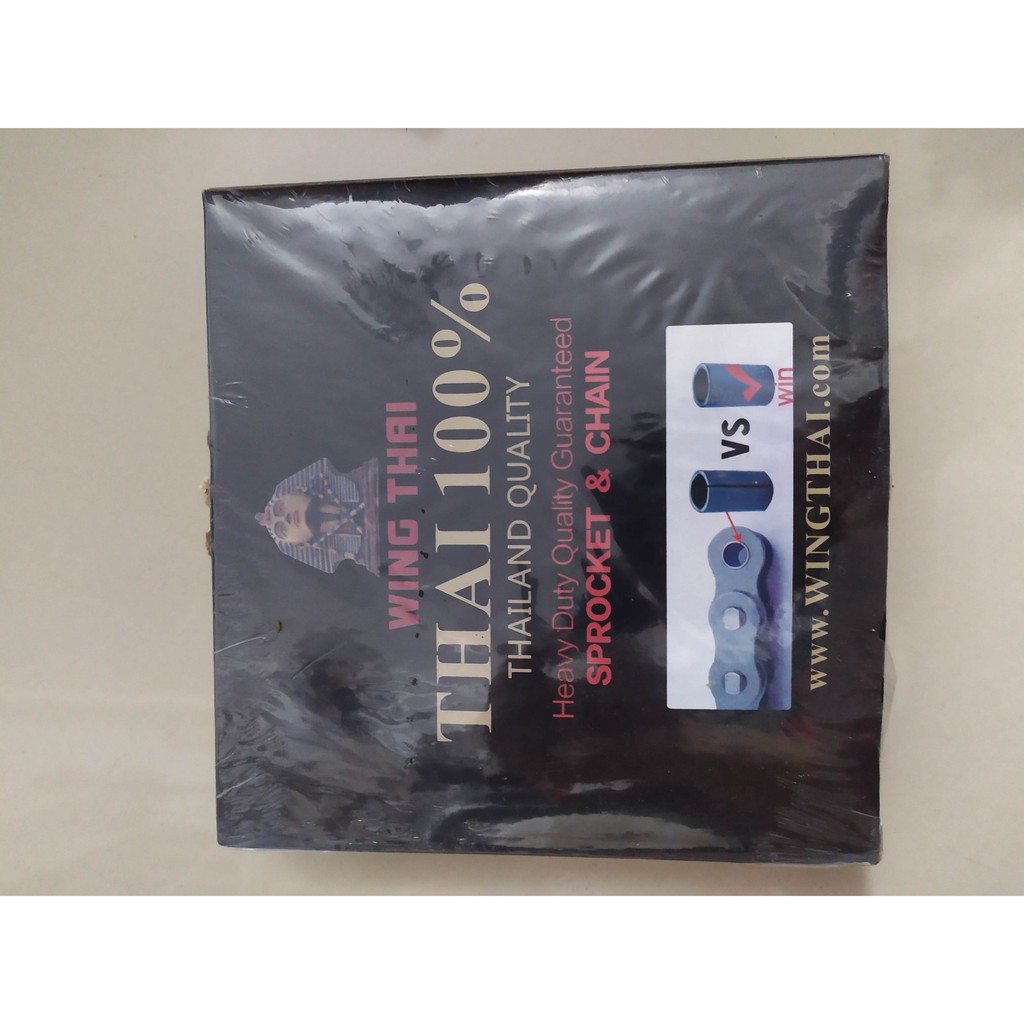 WING THAI
THAI 100%
THAILAND QUALITY
Heavy Duty Quality Guaranteed
SPROCKET & CHAIN
VS
win
www.WINGTHAI.com